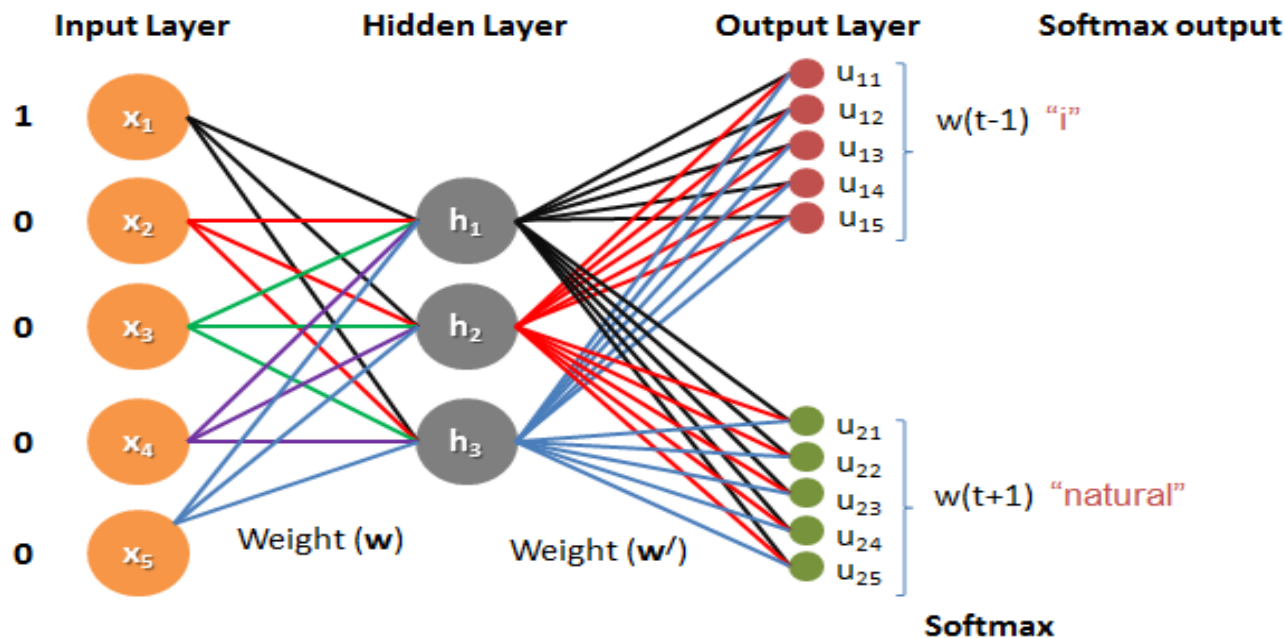 Input Layer Hidden Layer Output Layer Softmax output
1 x₁
0 x₂
0 x₃
0 x₄
0 x₅
h₁
h₂
h₃
Weight (w)
Weight (w′)
u₁₁
u₁₂
u₁₃
u₁₄
u₁₅
w(t-1) “i”
u₂₁
u₂₂
u₂₃
u₂₄
u₂₅
w(t+1) “natural”
Softmax